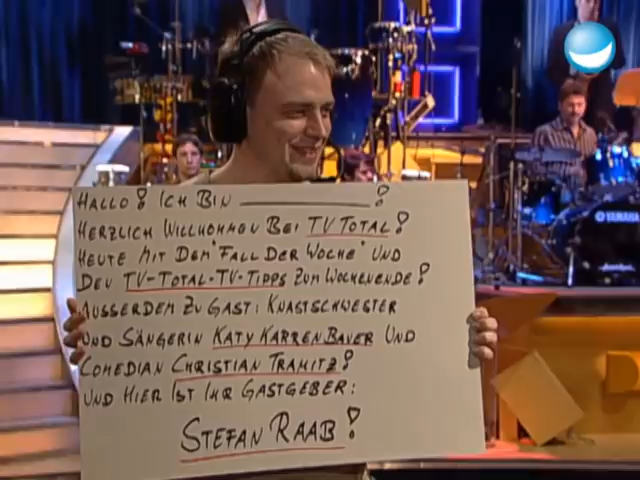 HALLO! ICH BIN __________!
HERZLICH WILLKOMMEN BEI TV TOTAL!
HEUTE MIT DEM "FALL DER WOCHE" UND
DEN TV-TOTAL-TV-TIPPS ZUM WOCHENENDE!
AUSSERDEM ZU GAST: KNASTSCHWESTER
UND SÄNGERIN KATY KARRENBAUER UND
COMEDIAN CHRISTIAN TRAMITZ!
UND HIER IST IHR GASTGEBER:
STEFAN RAAB!
YAMAHA